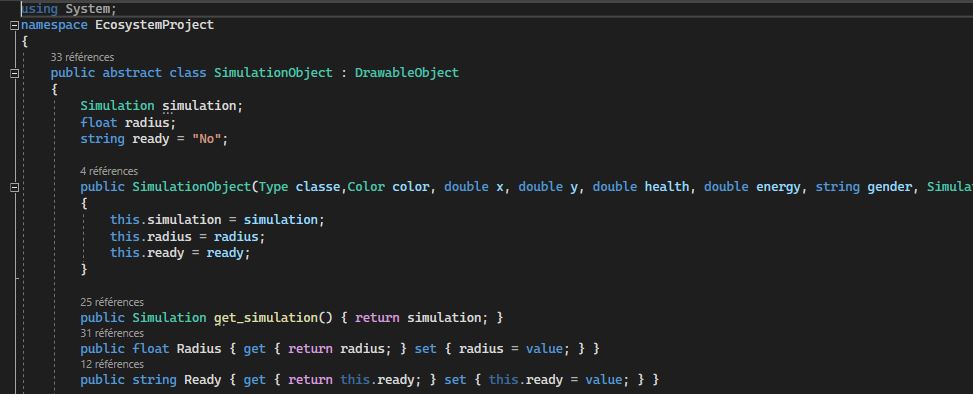 using System;
namespace EcosystemProject
{
33 références
public abstract class SimulationObject : DrawableObject
{
Simulation simulation;
float radius;
string ready = "No";
4 références
public SimulationObject(Type classe,Color color, double x, double y, double health, double energy, string gender, Simula
{
this.simulation = simulation;
this.radius = radius;
this.ready = ready;
}
25 références
public Simulation get_simulation() { return simulation; }
31 références
public float Radius { get { return radius; } set { radius = value; } }
12 références
public string Ready { get { return this.ready; } set { this.ready = value; } }